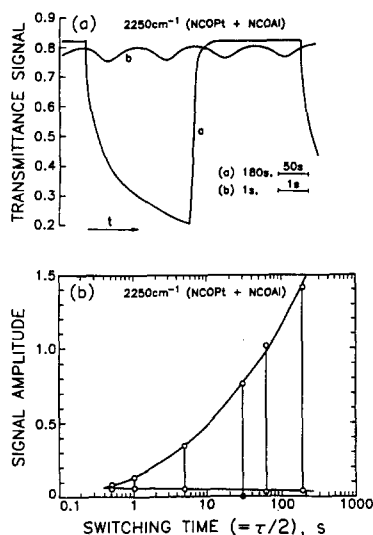 (a) 2250cm⁻¹ (NCOPt + NCOAl)
TRANSMITTANCE SIGNAL
0.9
0.8
0.7
0.6
0.5
0.4
0.3
0.2
b
a
(a) 180s. 50s
(b) 1s. 1s
t
(b) 2250cm⁻¹ (NCOPt + NCOAl)
SIGNAL AMPLITUDE
1.5
1.0
0.5
0
0.1 1 10 100 1000
SWITCHING TIME (= τ/2), s